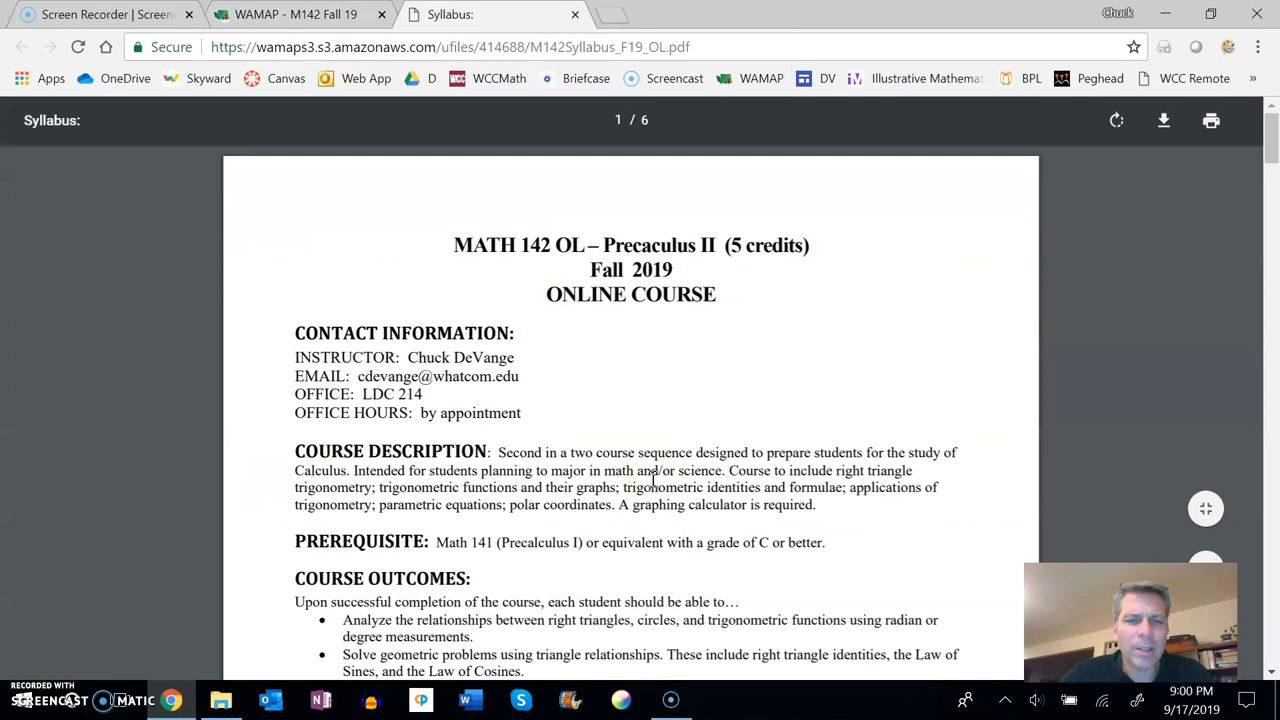 Screen Recorder | Screen
WAMAP - M142 Fall 19
Syllabus:
Chuck
Secure
https://wamaps3.s3.amazonaws.com/ufiles/414688/M142Syllabus_F19_OL.pdf
Apps OneDrive Skyward Canvas Web App D WCCMath Briefcase Screencast WAMAP DV Illustrative Mathemat BPL Peghead WCC Remote »
Syllabus:
1 / 6
MATH 142 OL – Precaculus II (5 credits)
Fall 2019
ONLINE COURSE
CONTACT INFORMATION:
INSTRUCTOR: Chuck DeVange
EMAIL: cdevange@whatcom.edu
OFFICE: LDC 214
OFFICE HOURS: by appointment
COURSE DESCRIPTION: Second in a two course sequence designed to prepare students for the study of
Calculus. Intended for students planning to major in math and/or science. Course to include right triangle
trigonometry; trigonometric functions and their graphs; trigonometric identities and formulae; applications of
trigonometry; parametric equations; polar coordinates. A graphing calculator is required.
PREREQUISITE: Math 141 (Precalculus I) or equivalent with a grade of C or better.
COURSE OUTCOMES:
Upon successful completion of the course, each student should be able to…
• Analyze the relationships between right triangles, circles, and trigonometric functions using radian or
degree measurements.
• Solve geometric problems using triangle relationships. These include right triangle identities, the Law of
Sines, and the Law of Cosines.
RECORDED WITH
SCREENCAST MATIC
9:00 PM
9/17/2019